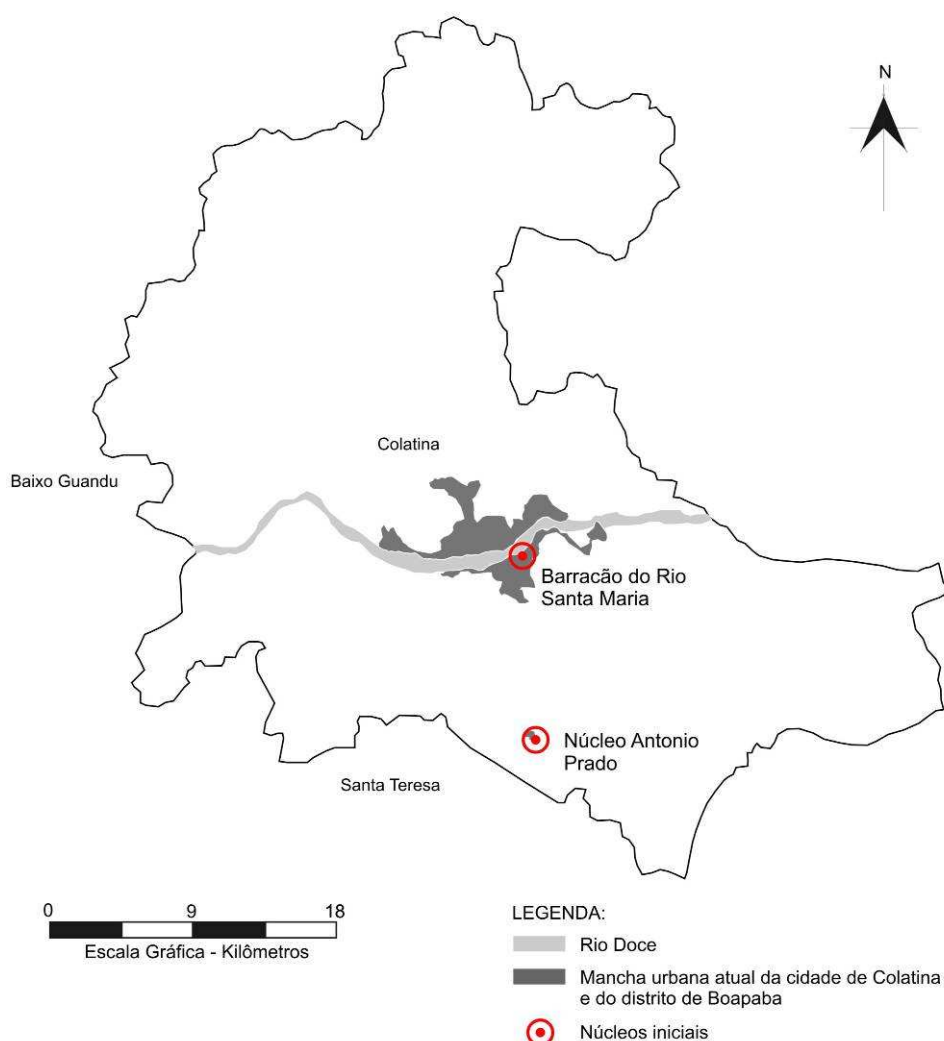 N
Colatina
Baixo Guandu
Barracão do Rio
Santa Maria
Núcleo Antonio
Prado
Santa Teresa
0 9 18
Escala Gráfica - Kilômetros
LEGENDA:
Rio Doce
Mancha urbana atual da cidade de Colatina
e do distrito de Boapaba
Núcleos iniciais